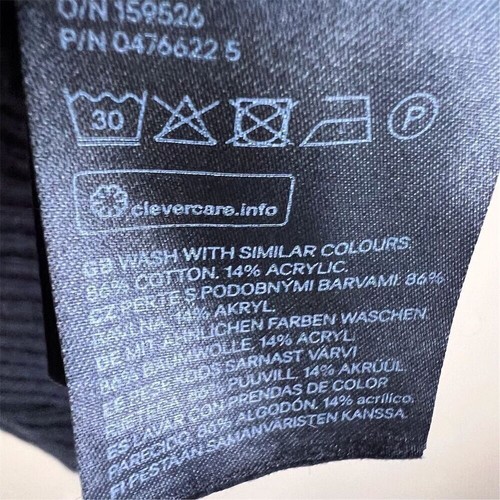 O/N 159526
P/N 0476622 5
30
P
clevercare.info
GB WASH WITH SIMILAR COLOURS.
86% COTTON. 14% ACRYLIC.
CZ PERTE S PODOBNÝMI BARVAMI. 86%
BAVLNA. 14% AKRYL.
DE MIT ÄHNLICHEN FARBEN WASCHEN.
86% BAUMWOLLE. 14% ACRYL.
EE PESEGE KOOS SARNAST VÄRVI
86% PUUVILL. 14% AKRÜÜL.
ES LAVAR CON PRENDAS DE COLOR
PARECIDO. 86% ALGODÓN. 14% acrílico.
FI PESTÄÄN SAMANVÄRISTEN KANSSA.